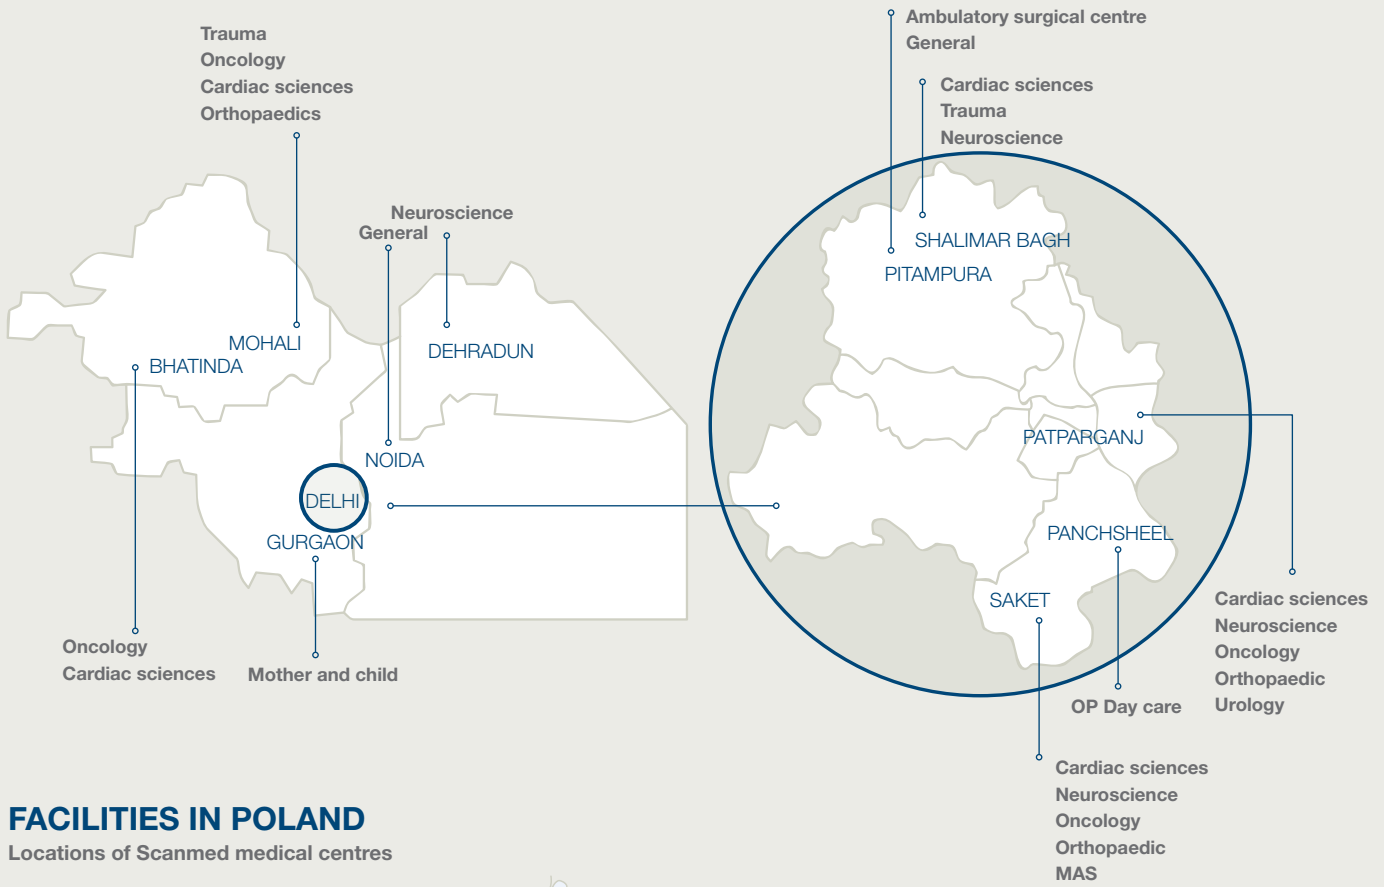 Trauma
Oncology
Cardiac sciences
Orthopaedics
Neuroscience
General
MOHALI
BHATINDA
DEHRADUN
NOIDA
DELHI
GURGAON
Oncology
Cardiac sciences
Mother and child
Ambulatory surgical centre
General
Cardiac sciences
Trauma
Neuroscience
SHALIMAR BAGH
PITAMPURA
PATPARGANJ
PANCHSHEEL
SAKET
Cardiac sciences
Neuroscience
Oncology
Orthopaedic
Urology
OP Day care
Cardiac sciences
Neuroscience
Oncology
Orthopaedic
MAS
FACILITIES IN POLAND
Locations of Scanmed medical centres